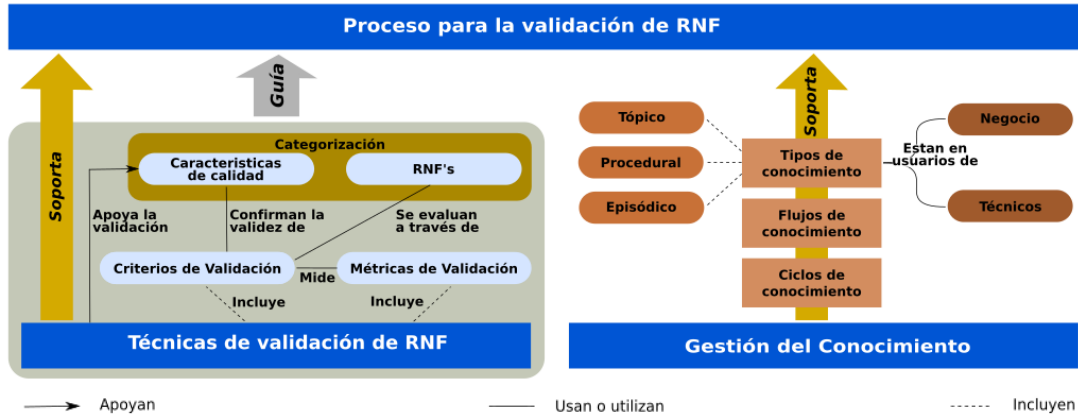 Proceso para la validación de RNF
Soporta
Guía
Soporta
Categorización
Caracteristicas
de calidad
RNF's
Apoya la
validación
Confirman la
validez de
Se evaluan
a través de
Criterios de Validación
Mide
Métricas de Validación
Incluye
Incluye
Técnicas de validación de RNF
Tópico
Procedural
Episódico
Tipos de
conocimiento
Flujos de
conocimiento
Ciclos de
conocimiento
Estan en
usuarios de
Negocio
Técnicos
Gestión del Conocimiento
Apoyan
Usan o utilizan
Incluyen